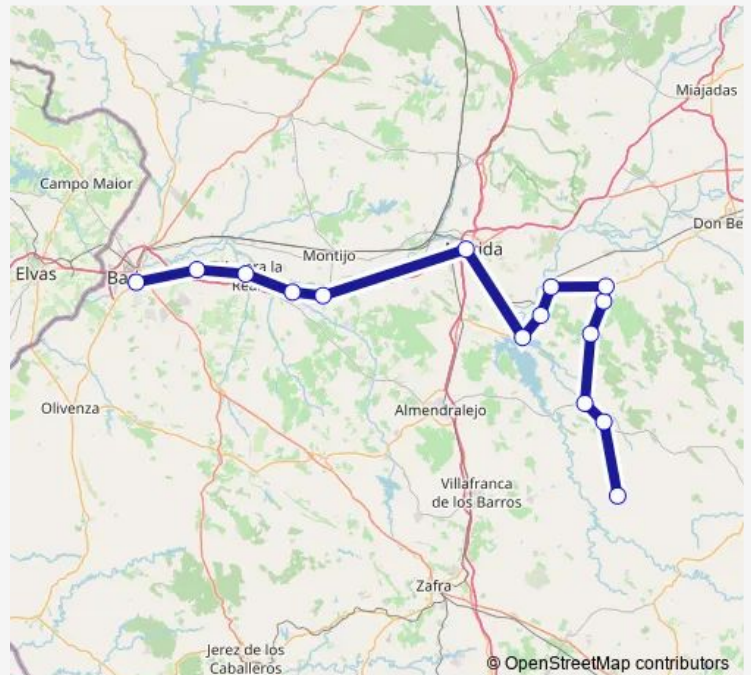 Miajadas
Campo Maior
Don Be
Montijo
Elvas
Olivenza
Almendralejo
Villafranca
de los Barros
Zafra
Jerez de los
Caballeros
© OpenStreetMap contributors